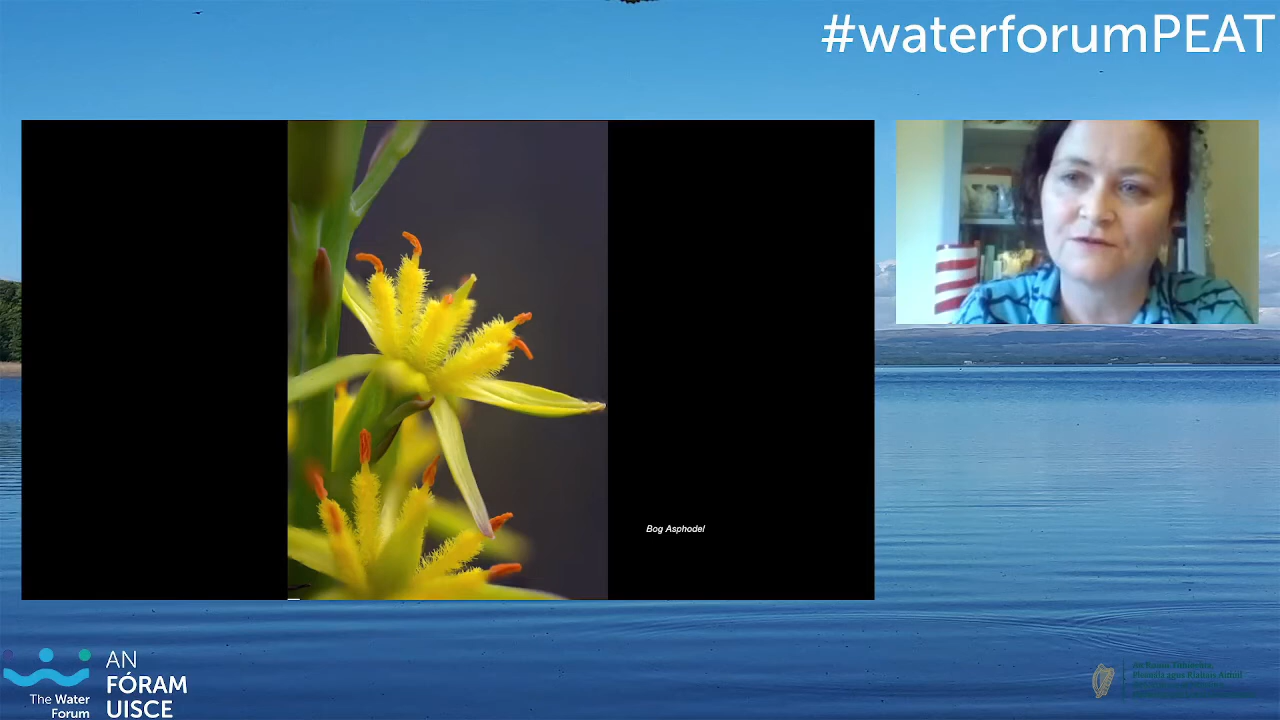 #waterforumPEAT
Bog Asphodel
AN
FÓRAM
UISCE
The Water
Forum